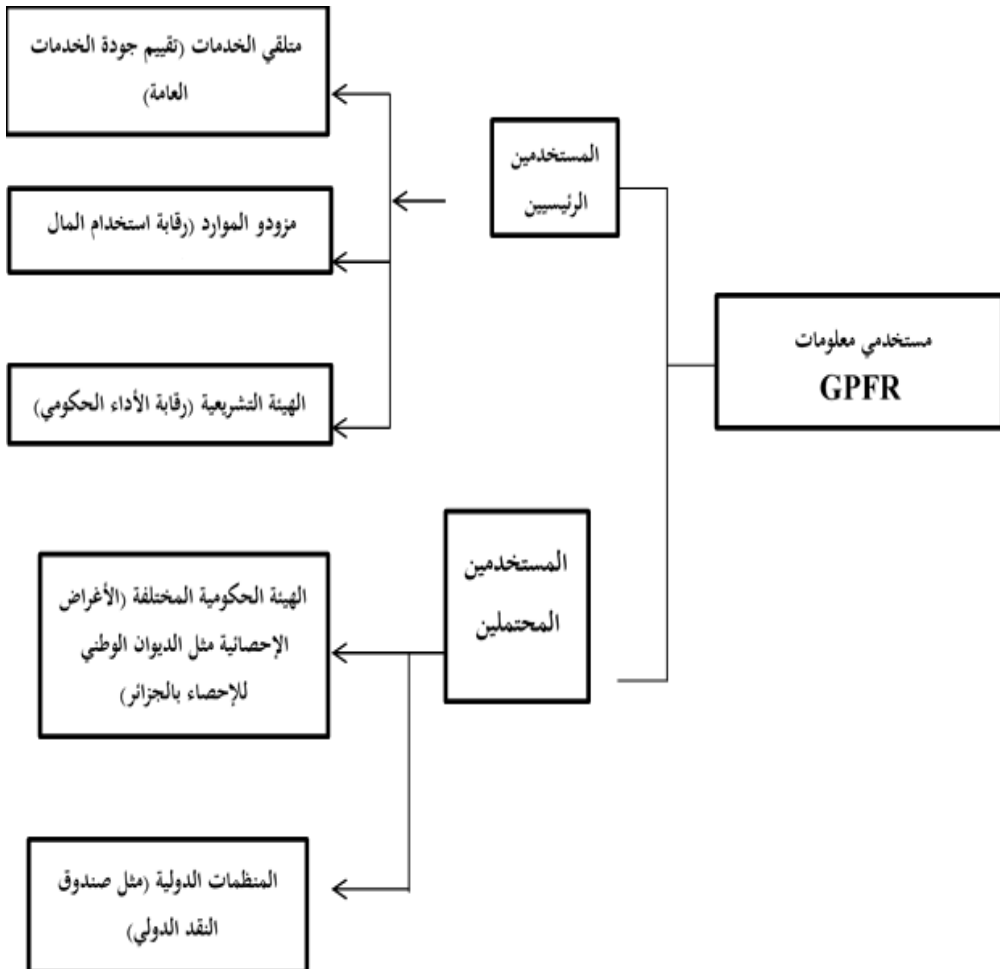 مستخدمي معلومات
GPFR
المستخدمين
الرئيسيين
متلقي الخدمات (تقييم جودة الخدمات
العامة)
مزودو الموارد (رقابة استخدام المال
الهيئة التشريعية (رقابة الأداء الحكومي)
المستخدمين
المحتملين
الهيئة الحكومية المختلفة (الأغراض
الإحصائية مثل الديوان الوطني
للإحصاء بالجزائر)
المنظمات الدولية (مثل صندوق
النقد الدولي)